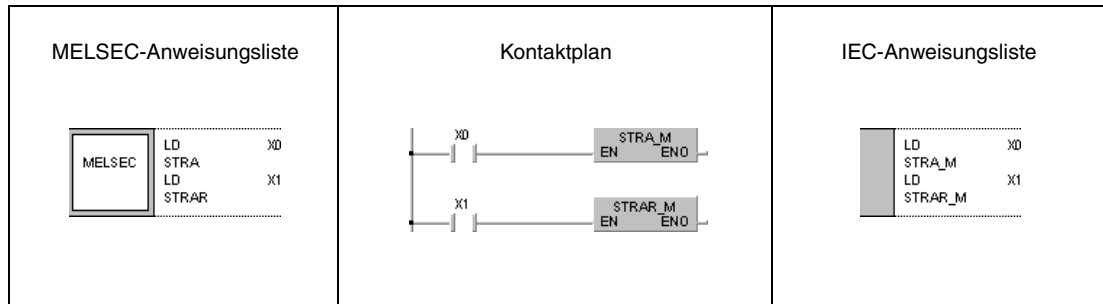 MELSEC-Anweisungsliste
MELSEC
LD X0
STRA
LD X1
STRAR
Kontaktplan
X0
STRA_M
EN ENO
X1
STRAR_M
EN ENO
IEC-Anweisungsliste
LD X0
STRA_M
LD X1
STRAR_M